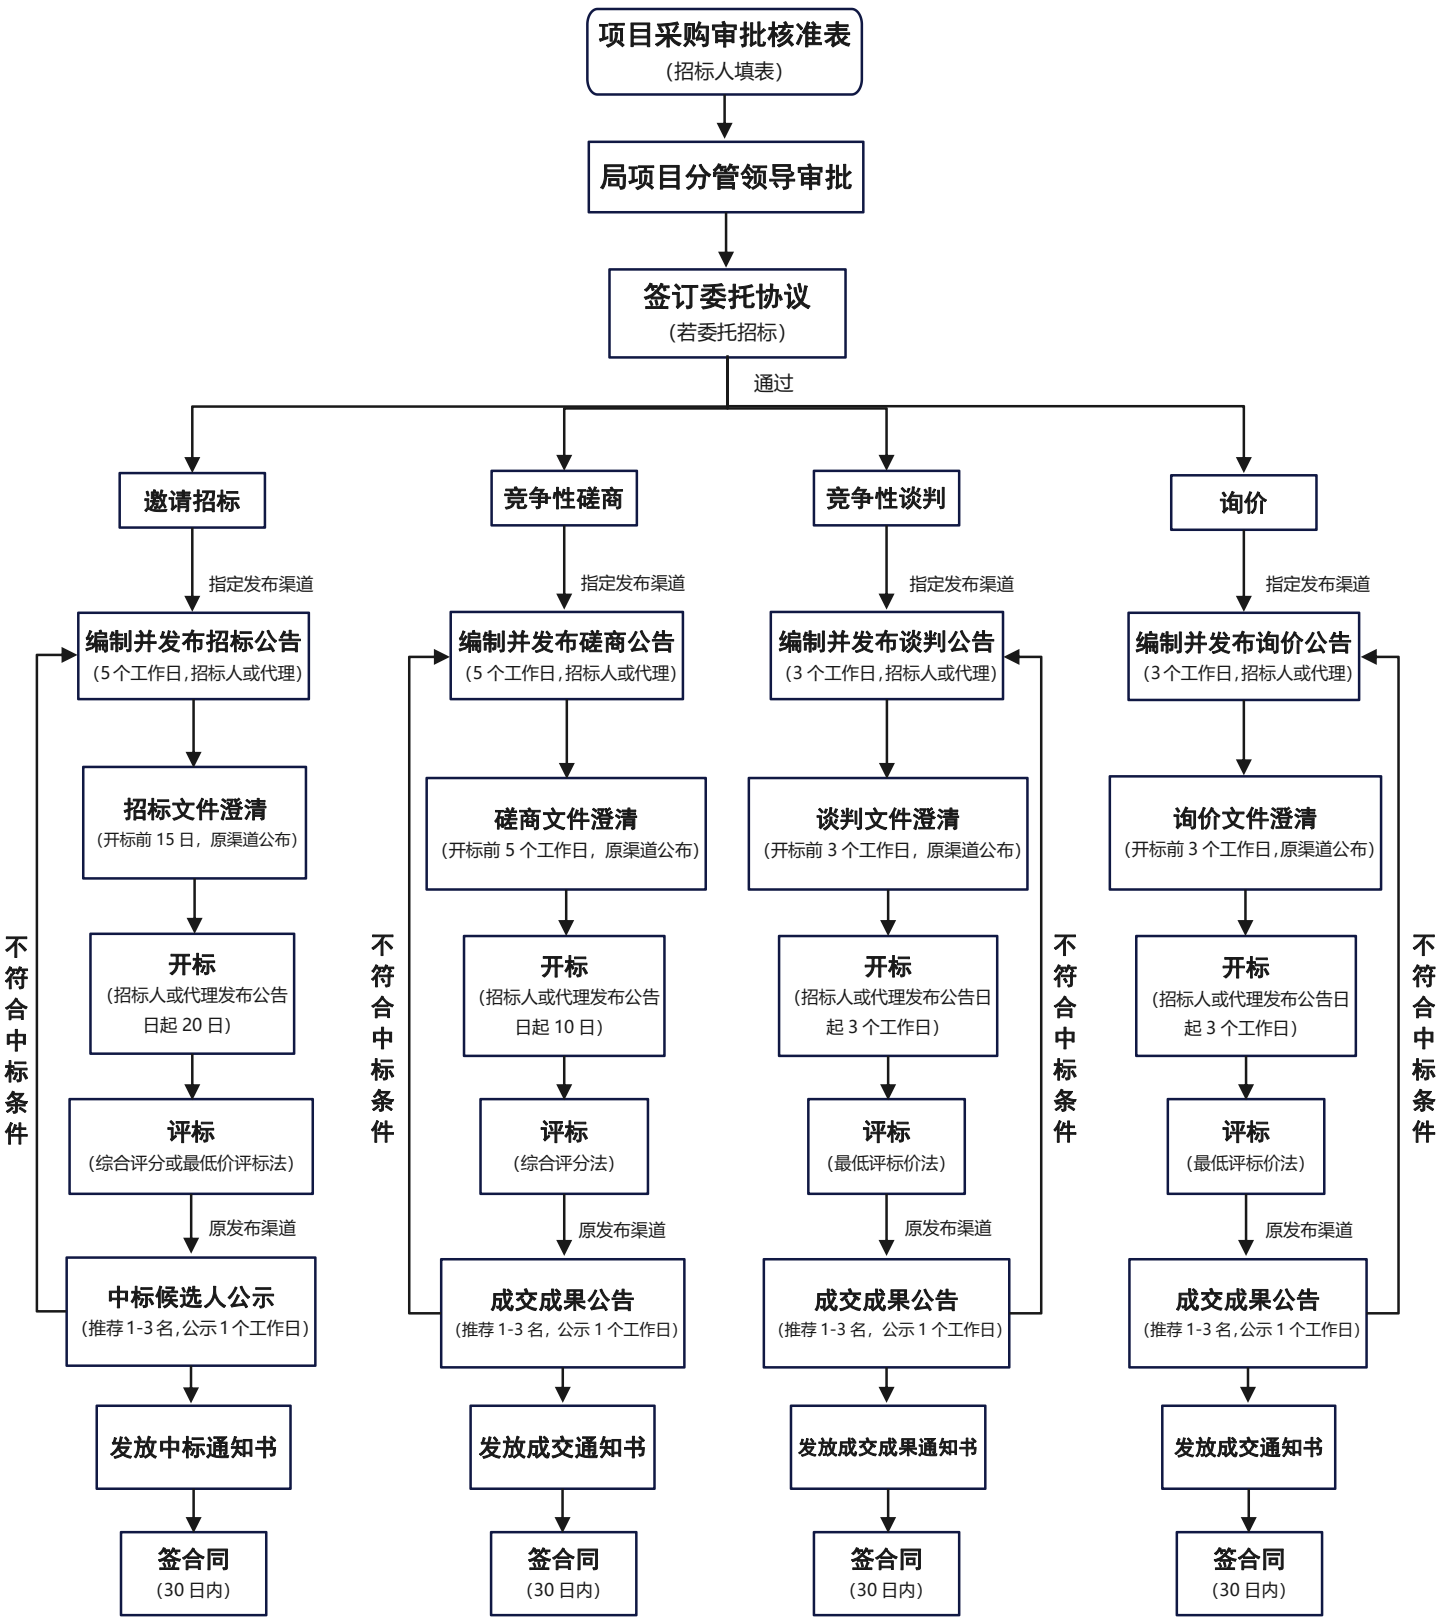 项目采购审批核准表
（招标人填表）
局项目分管领导审批
签订委托协议
（若委托招标）
通过
邀请招标
指定发布渠道
编制并发布招标公告
（5个工作日,招标人或代理）
招标文件澄清
（开标前 15 日，原渠道公布）
开标
（招标人或代理发布公告
日起 20 日）
评标
（综合评分或最低价评标法）
原发布渠道
中标候选人公示
（推荐1-3名,公示1个工作日）
发放中标通知书
签合同
（30 日内）
不符合中标条件
竞争性磋商
指定发布渠道
编制并发布磋商公告
（5 个工作日,招标人或代理）
磋商文件澄清
（开标前 5 个工作日，原渠道公布）
开标
（招标人或代理发布公告
日起 10 日）
评标
（综合评分法）
原发布渠道
成交成果公告
（推荐 1-3 名，公示 1 个工作日）
发放成交通知书
签合同
（30 日内）
不符合中标条件
竞争性谈判
指定发布渠道
编制并发布谈判公告
（3 个工作日,招标人或代理）
谈判文件澄清
（开标前 3 个工作日，原渠道公布）
开标
（招标人或代理发布公告日
起 3 个工作日）
评标
（最低评标价法）
原发布渠道
成交成果公告
（推荐 1-3 名，公示 1 个工作日）
发放成交成果通知书
签合同
（30 日内）
不符合中标条件
询价
指定发布渠道
编制并发布询价公告
（3个工作日,招标人或代理）
询价文件澄清
（开标前 3 个工作日,原渠道公布）
开标
（招标人或代理发布公告日
起 3 个工作日）
评标
（最低评标价法）
原发布渠道
成交成果公告
（推荐 1-3 名,公示 1 个工作日）
发放成交通知书
签合同
（30 日内）
不符合中标条件